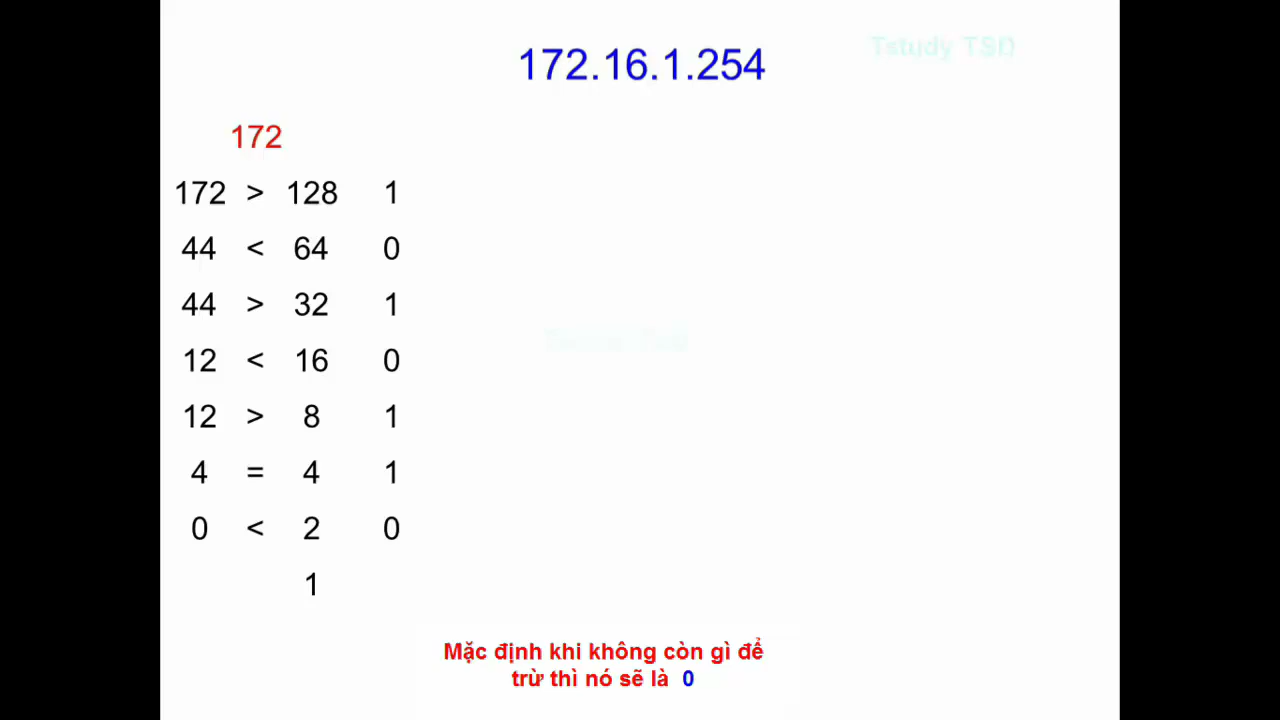 172.16.1.254
Tstudy TSD
172
172 > 128 1
44 < 64 0
44 > 32 1
12 < 16 0
12 > 8 1
4 = 4 1
0 < 2 0
1
Mặc định khi không còn gì để
trừ thì nó sẽ là 0